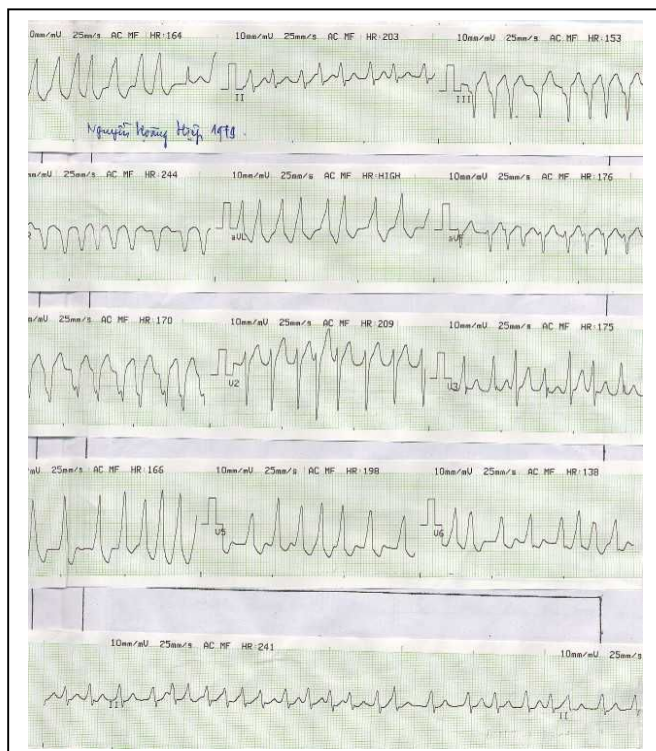 0mm/mV 25mm/s AC MF HR:164 10mm/mV 25mm/s AC MF HR:203 10mm/mV 25mm/s AC MF HR:153
II III
Nguyễn Hoàng Hiệp 1979.
mm/mV 25mm/s AC MF HR:244 10mm/mV 25mm/s AC MF HR:HIGH 10mm/mV 25mm/s AC MF HR:176
R aVL aVF
m/mV 25mm/s AC MF HR:170 10mm/mV 25mm/s AC MF HR:209 10mm/mV 25mm/s AC MF HR:175
V2 V3
mm/mV 25mm/s AC MF HR:166 10mm/mV 25mm/s AC MF HR:198 10mm/mV 25mm/s AC MF HR:138
V5 V6
10mm/mV 25mm/s AC MF HR:241 10mm/mV 25mm/s
II II